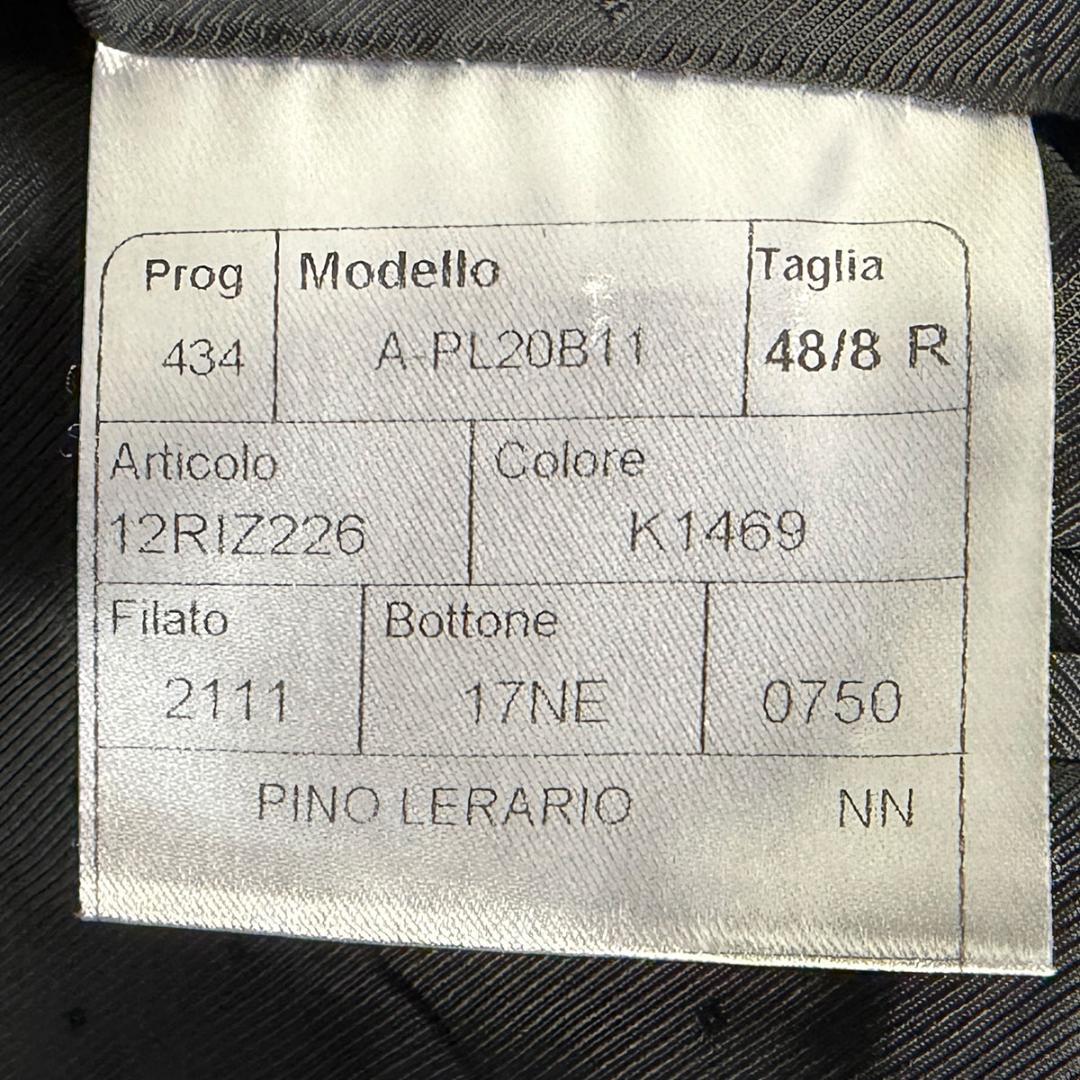 Prog Modello Taglia
434 A-PL20B11 48/8 R
Articolo Colore
12RIZ226 K1469
Filato Bottone
2111 17NE 0750
PINO LERARIO NN